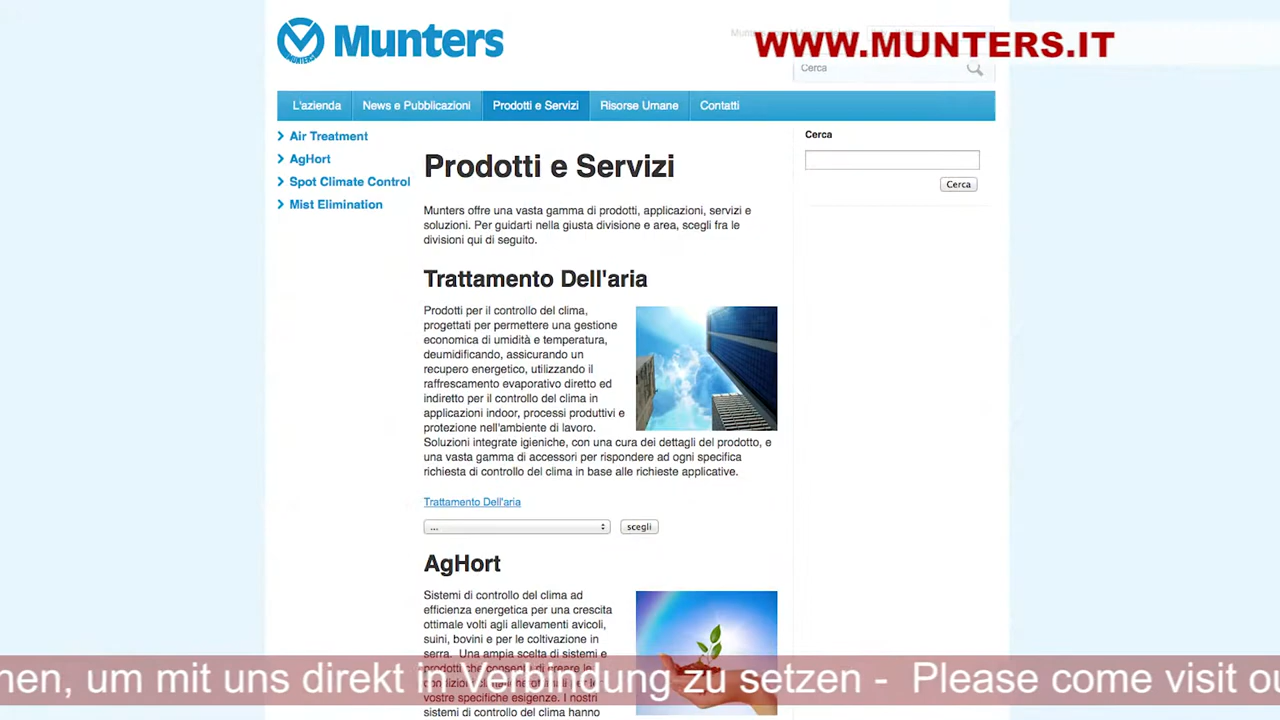 Munters
MUNTERS
WWW.MUNTERS.IT
Cerca
L'azienda
News e Pubblicazioni
Prodotti e Servizi
Risorse Umane
Contatti
Air Treatment
AgHort
Spot Climate Control
Mist Elimination
Prodotti e Servizi
Munters offre una vasta gamma di prodotti, applicazioni, servizi e
soluzioni. Per guidarti nella giusta divisione e area, scegli fra le
divisioni qui di seguito.
Trattamento Dell'aria
Prodotti per il controllo del clima,
progettati per permettere una gestione
economica di umidità e temperatura,
deumidificando, assicurando un
recupero energetico, utilizzando il
raffrescamento evaporativo diretto ed
indiretto per il controllo del clima in
applicazioni indoor, processi produttivi e
protezione nell'ambiente di lavoro.
Soluzioni integrate igieniche, con una cura dei dettagli del prodotto, e
una vasta gamma di accessori per rispondere ad ogni specifica
richiesta di controllo del clima in base alle richieste applicative.
Trattamento Dell'aria
...
scegli
AgHort
Sistemi di controllo del clima ad
efficienza energetica per una crescita
ottimale volti agli allevamenti avicoli,
suini, bovini e per le coltivazione in
serra. Una ampia scelta di sistemi e
vostre specifiche esigenze. I nostri
sistemi di controllo del clima hanno
Cerca
Cerca
nen, um mit uns direkt in Verbindung zu setzen - Please come visit ou